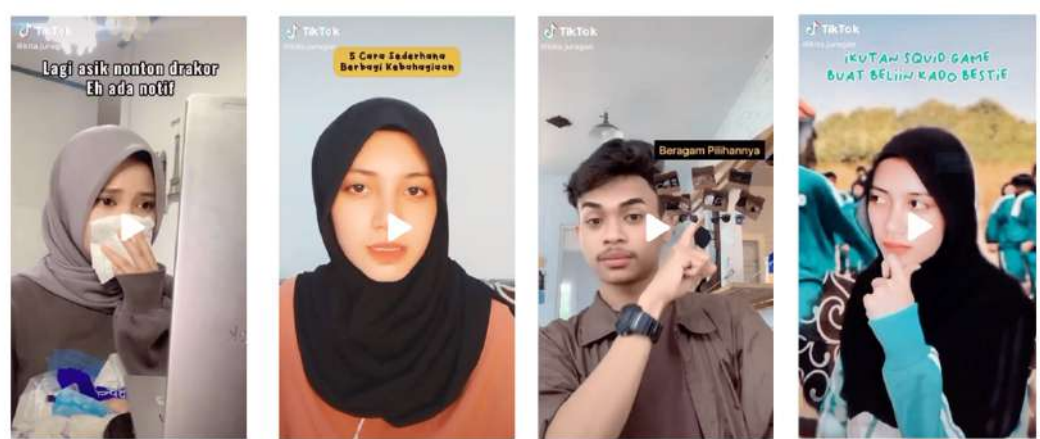 TikTok
Lagi asik nonton drakor
Eh ada notif
TikTok
5 Cara Sederhana
Berbagi Kebahagiaan
TikTok
Beragam Pilihannya
TikTok
IKUTAN SQUID GAME
BUAT BELIIN KADO BESTIE